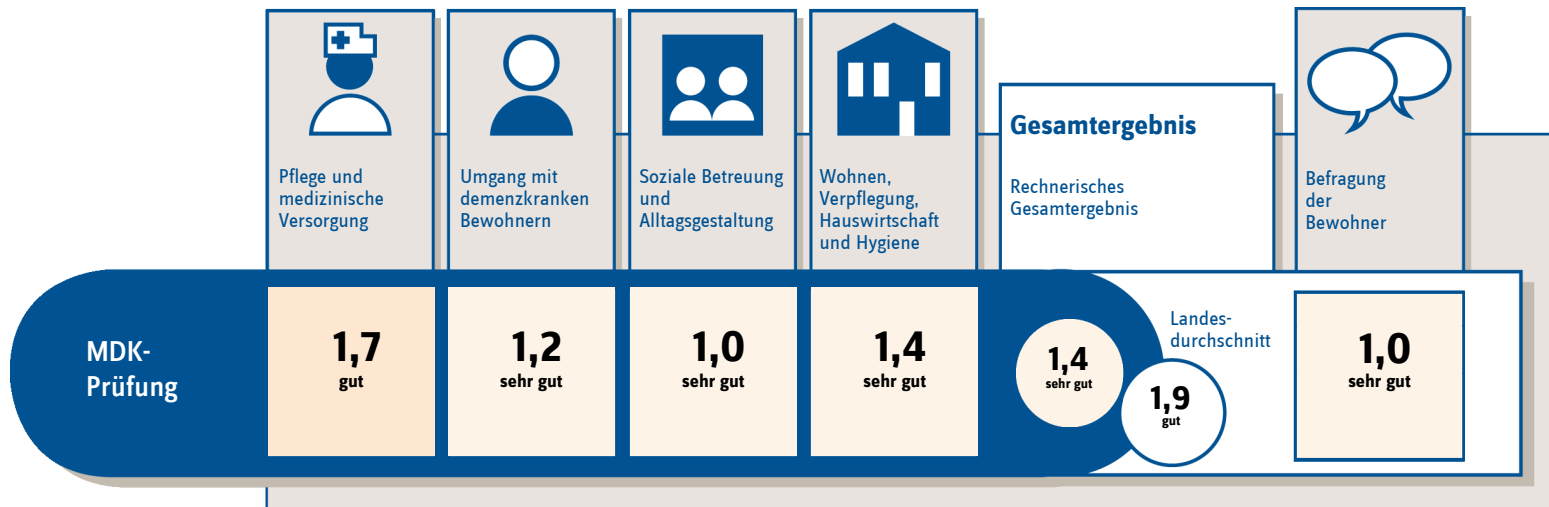 Pflege und
medizinische
Versorgung
Umgang mit
demenzkranken
Bewohnern
Soziale Betreuung
und
Alltagsgestaltung
Wohnen,
Verpflegung,
Hauswirtschaft
und Hygiene
Gesamtergebnis
Rechnerisches
Gesamtergebnis
Befragung
der
Bewohner
MDK-
Prüfung
1,7
gut
1,2
sehr gut
1,0
sehr gut
1,4
sehr gut
1,4
sehr gut
Landes-
durchschnitt
1,9
gut
1,0
sehr gut